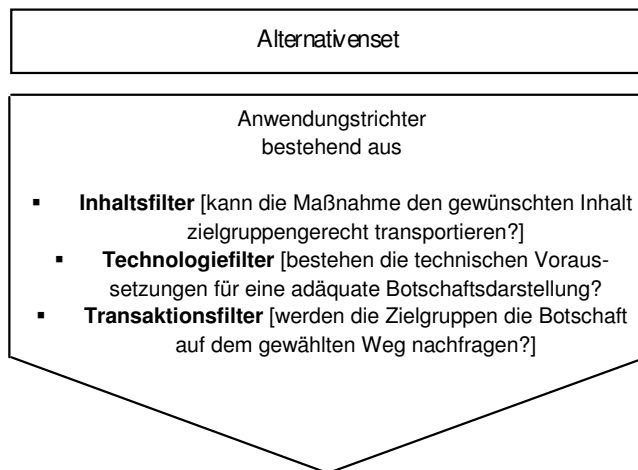 Alternativenset
Anwendungstrichter
bestehend aus
▪ Inhaltsfilter [kann die Maßnahme den gewünschten Inhalt
zielgruppengerecht transportieren?]
▪ Technologiefilter [bestehen die technischen Voraus-
setzungen für eine adäquate Botschaftsdarstellung?
▪ Transaktionsfilter [werden die Zielgruppen die Botschaft
auf dem gewählten Weg nachfragen?]